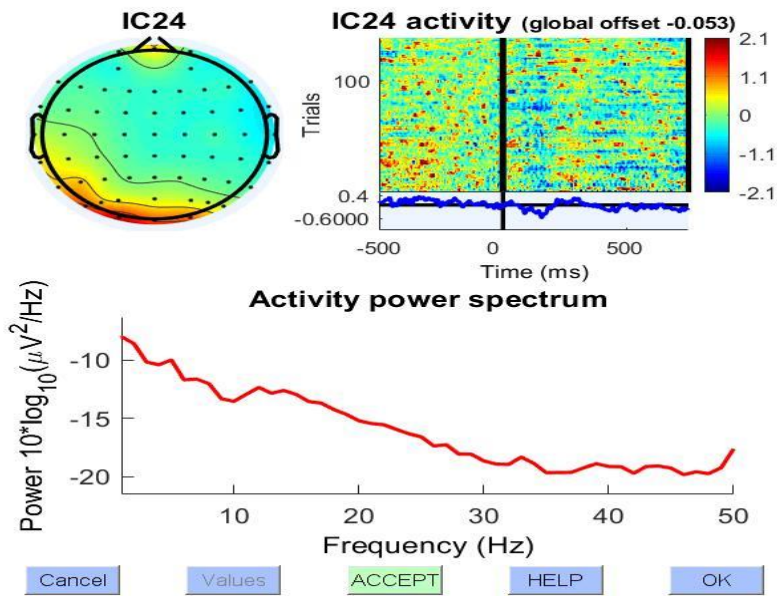 IC24
IC24 activity (global offset -0.053)
Trials
100
2.1
1.1
0
-1.1
-2.1
0.4
-0.6000
-500
0
500
Time (ms)
Activity power spectrum
Power 10*log10(μV2/Hz)
-10
-15
-20
10
20
30
40
50
Frequency (Hz)
Cancel
Values
ACCEPT
HELP
OK